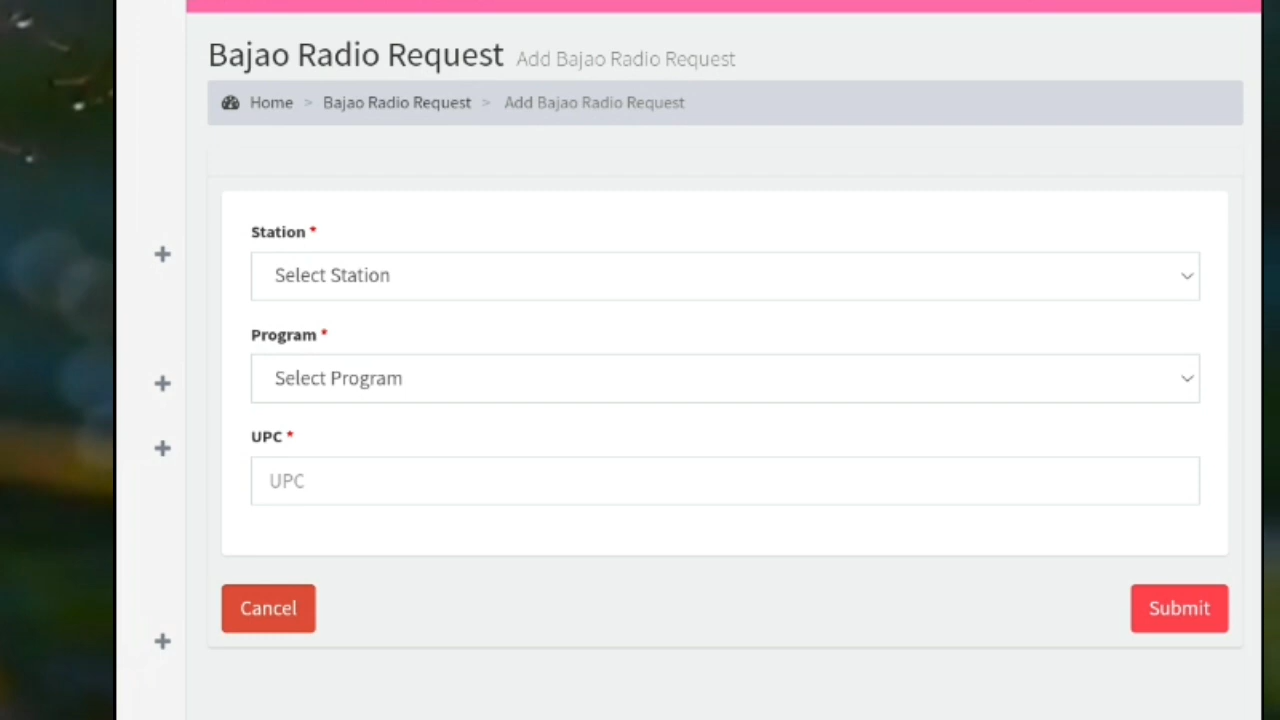 Bajao Radio Request Add Bajao Radio Request
Home > Bajao Radio Request > Add Bajao Radio Request
Station *
Select Station
Program *
Select Program
UPC *
UPC
Cancel
Submit